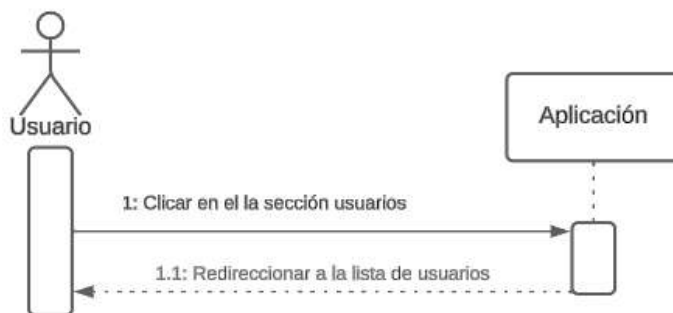 Usuario
Aplicación
1: Clicar en el la sección usuarios
1.1: Redireccionar a la lista de usuarios